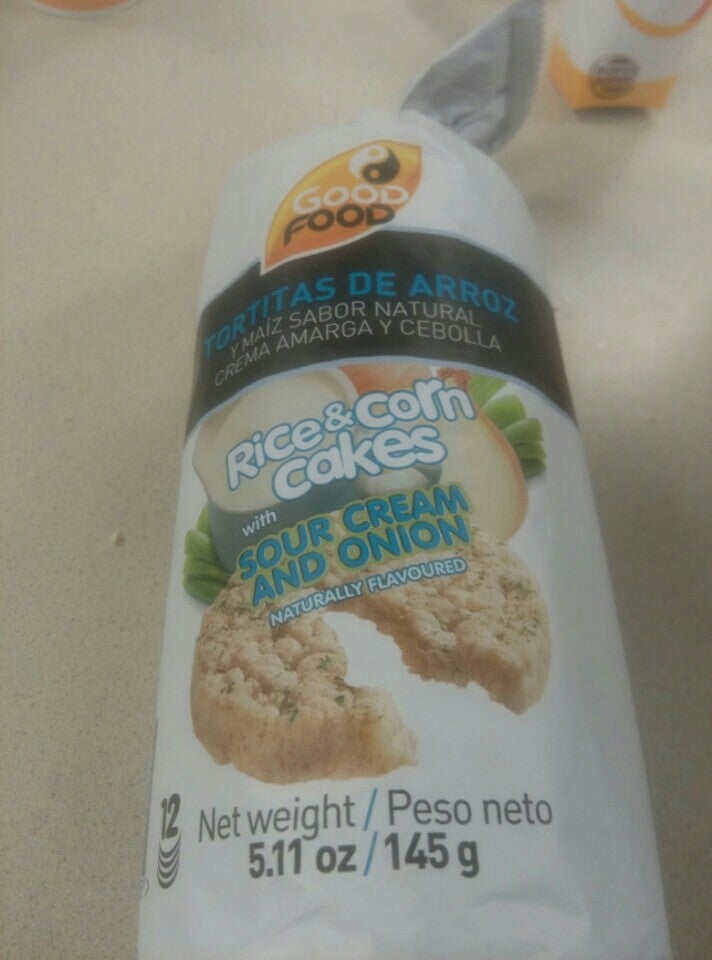 GOOD
FOOD
TORTITAS DE ARROZ
Y MAÍZ SABOR NATURAL
CREMA AMARGA Y CEBOLLA
Rice & Corn
Cakes
with
SOUR CREAM
AND ONION
NATURALLY FLAVOURED
12
Net weight / Peso neto
5.11 oz / 145 g